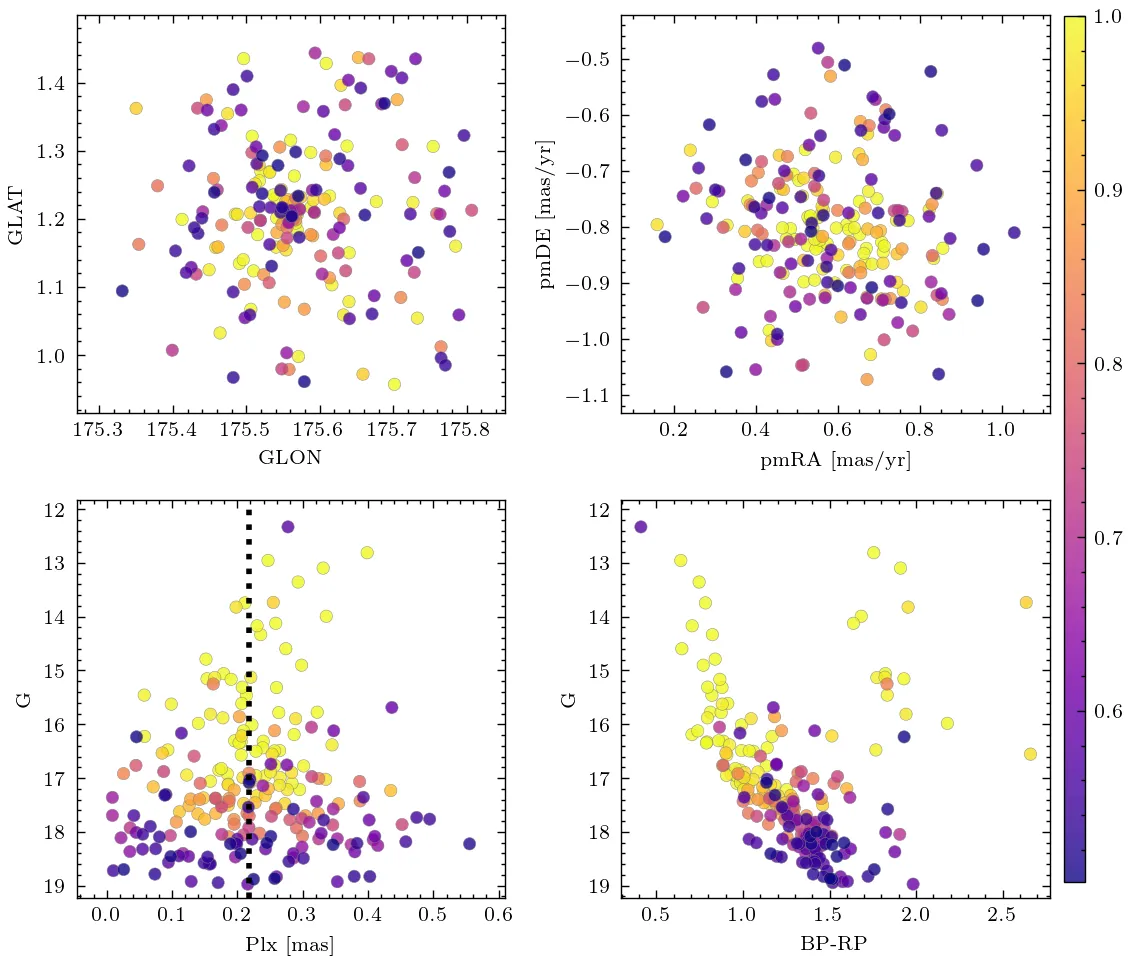 1.4
1.3
1.2
1.1
1.0
GLAT
175.3 175.4 175.5 175.6 175.7 175.8
GLON
−0.5
−0.6
−0.7
−0.8
−0.9
−1.0
−1.1
pmDE [mas/yr]
0.2 0.4 0.6 0.8 1.0
pmRA [mas/yr]
1.0
0.9
0.8
0.7
0.6
12
13
14
15
16
17
18
19
G
0.0 0.1 0.2 0.3 0.4 0.5 0.6
Plx [mas]
12
13
14
15
16
17
18
19
G
0.5 1.0 1.5 2.0 2.5
BP-RP